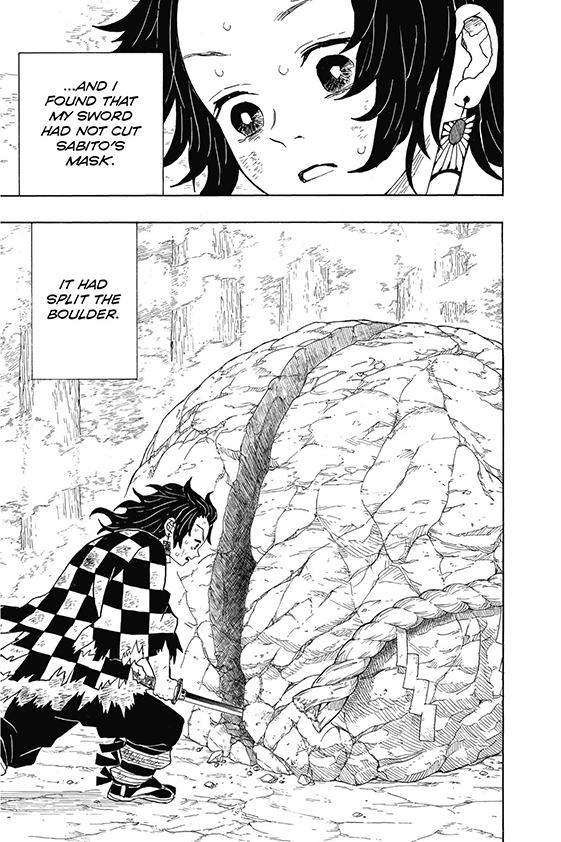 ...AND I
FOUND THAT
MY SWORD
HAD NOT CUT
SABITO'S
MASK.
IT HAD
SPLIT THE
BOULDER.